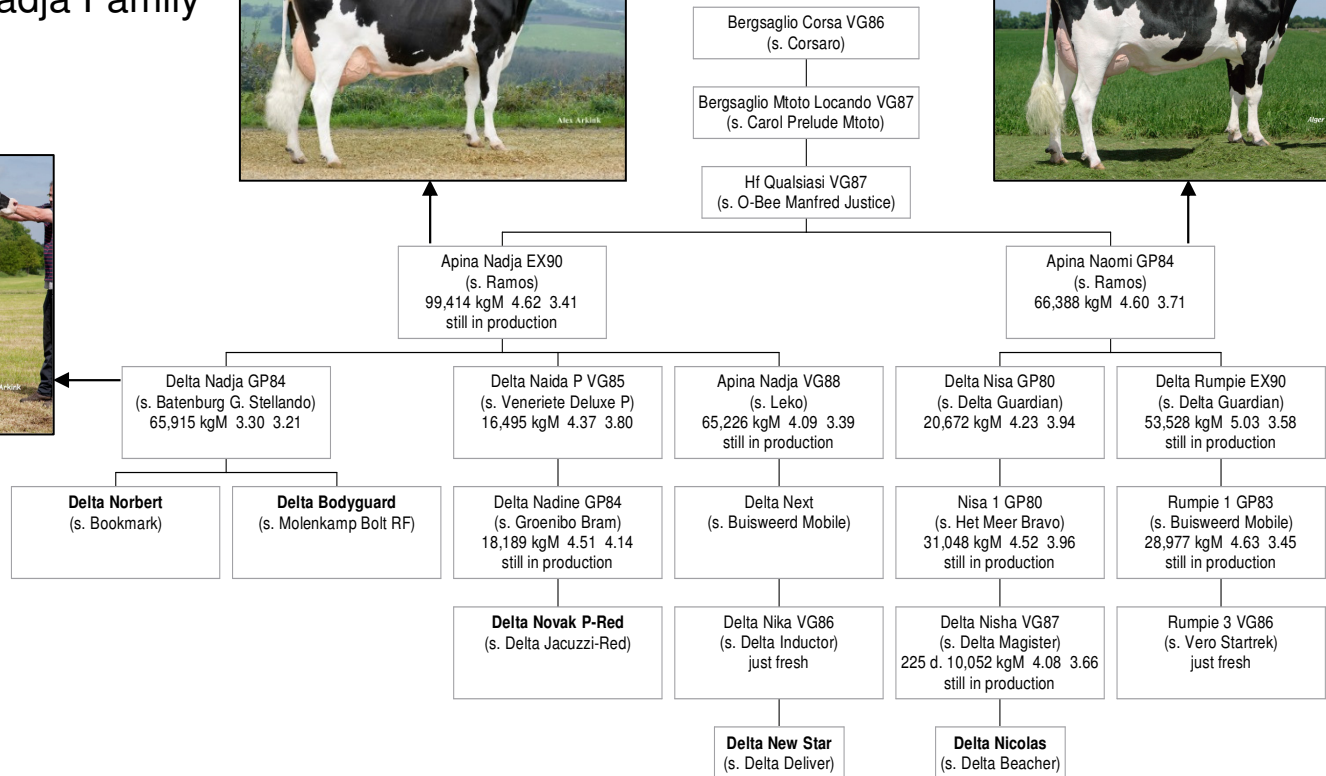 adja Family
Alex Arkink
Alger
Arkink
Bergsaglio Corsa VG86
(s. Corsaro)
Bergsaglio Mtoto Locando VG87
(s. Carol Prelude Mtoto)
Hf Qualsiasi VG87
(s. O-Bee Manfred Justice)
Apina Nadja EX90
(s. Ramos)
99,414 kgM 4.62 3.41
still in production
Apina Naomi GP84
(s. Ramos)
66,388 kgM 4.60 3.71
Delta Nadja GP84
(s. Batenburg G. Stellando)
65,915 kgM 3.30 3.21
Delta Naida P VG85
(s. Veneriete Deluxe P)
16,495 kgM 4.37 3.80
Apina Nadja VG88
(s. Leko)
65,226 kgM 4.09 3.39
still in production
Delta Nisa GP80
(s. Delta Guardian)
20,672 kgM 4.23 3.94
Delta Rumpie EX90
(s. Delta Guardian)
53,528 kgM 5.03 3.58
still in production
Delta Norbert
(s. Bookmark)
Delta Bodyguard
(s. Molenkamp Bolt RF)
Delta Nadine GP84
(s. Groenibo Bram)
18,189 kgM 4.51 4.14
still in production
Delta Next
(s. Buisweerd Mobile)
Nisa 1 GP80
(s. Het Meer Bravo)
31,048 kgM 4.52 3.96
still in production
Rumpie 1 GP83
(s. Buisweerd Mobile)
28,977 kgM 4.63 3.45
still in production
Delta Novak P-Red
(s. Delta Jacuzzi-Red)
Delta Nika VG86
(s. Delta Inductor)
just fresh
Delta Nisha VG87
(s. Delta Magister)
225 d. 10,052 kgM 4.08 3.66
still in production
Rumpie 3 VG86
(s. Vero Startrek)
just fresh
Delta New Star
(s. Delta Deliver)
Delta Nicolas
(s. Delta Beacher)